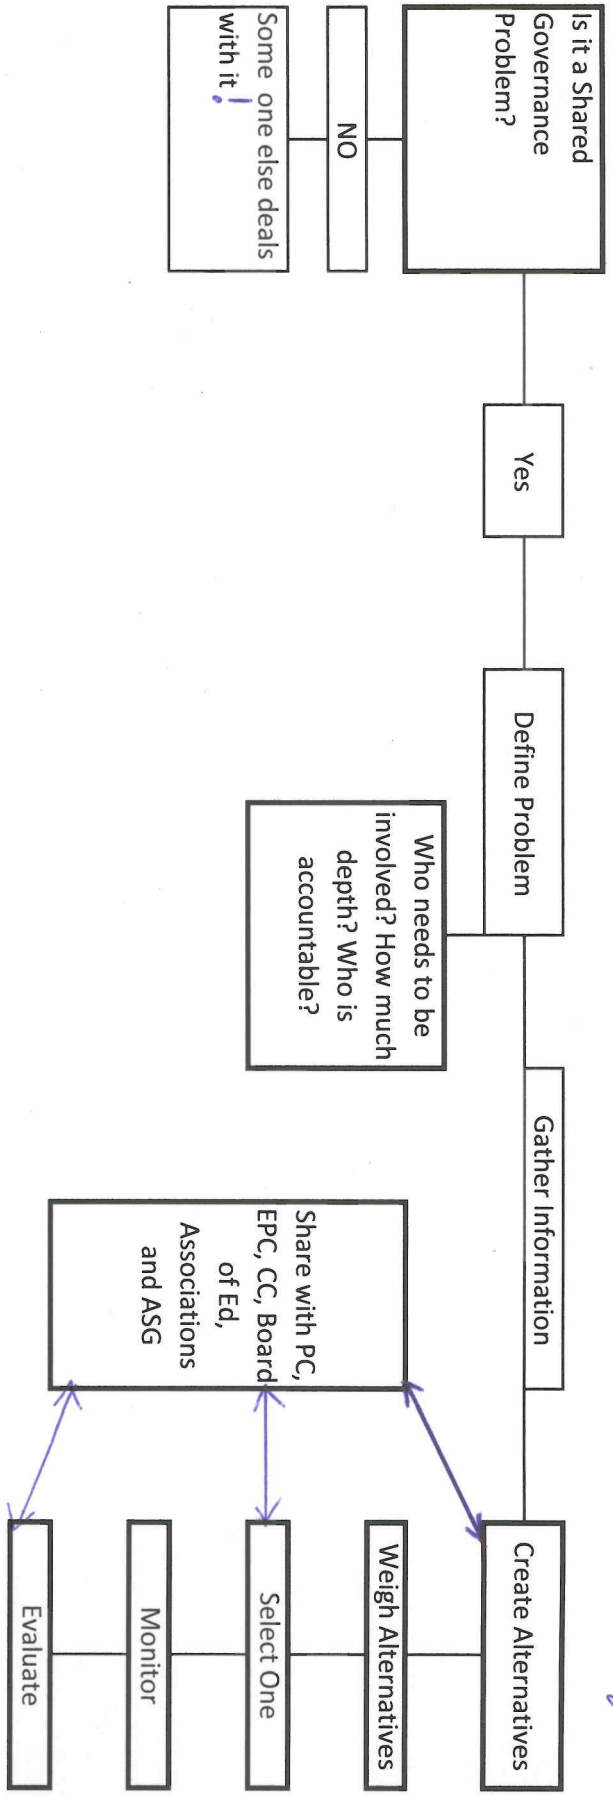 Is it a Shared
Governance
Problem?
NO
Some one else deals
with it !
Yes
Define Problem
Who needs to be
involved? How much
depth? Who is
accountable?
Gather Information
Share with PC,
EPC, CC, Board
of Ed,
Associations
and ASG
Create Alternatives
Weigh Alternatives
Select One
Monitor
Evaluate